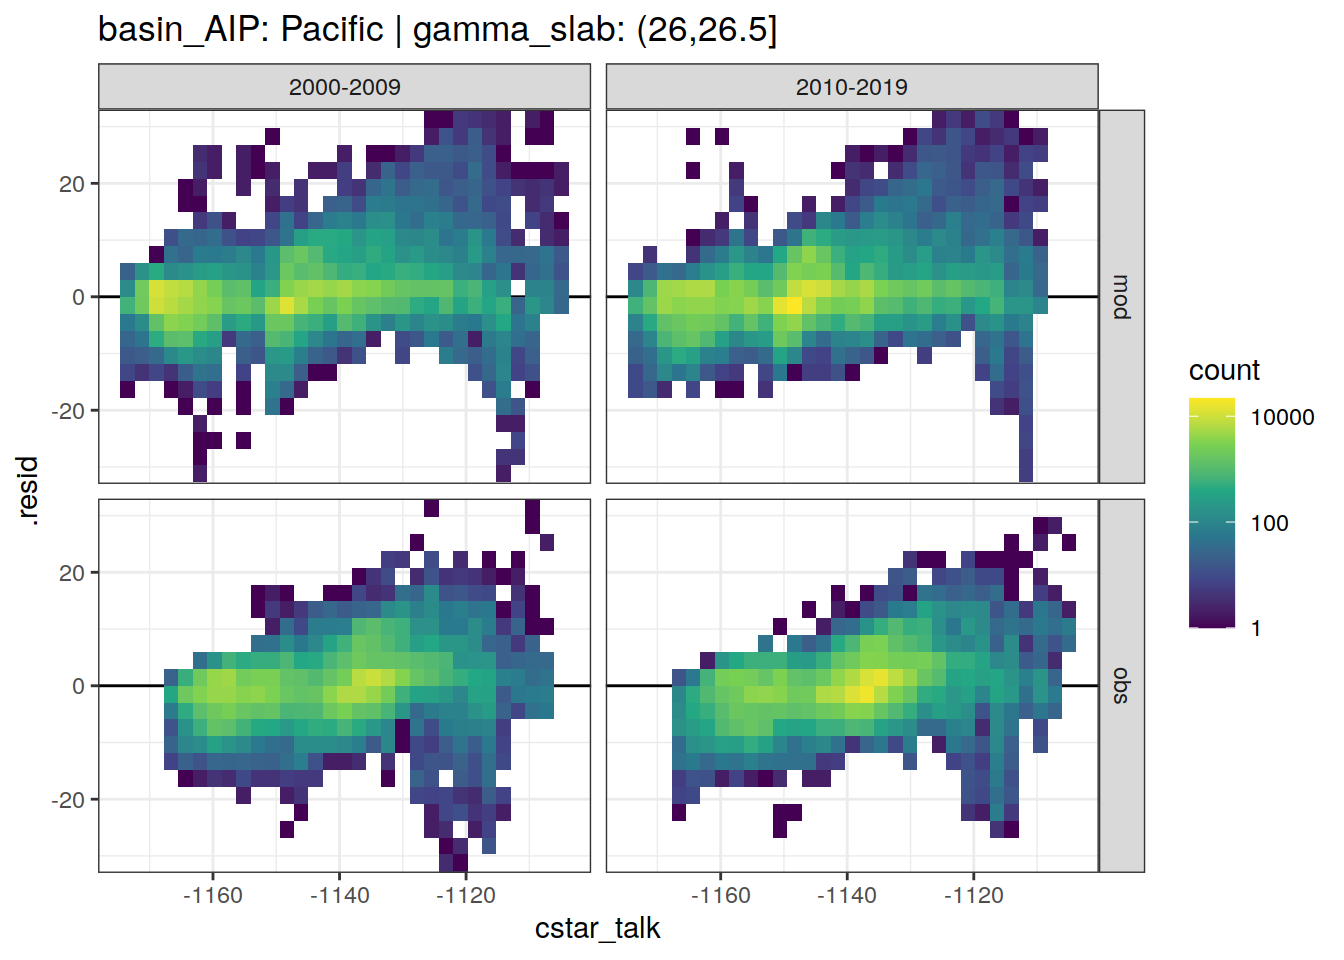 basin_AIP: Pacific | gamma_slab: (26,26.5]
2000-2009
2010-2019
20
0
-20
mod
20
0
-20
obs
-1160
-1140
-1120
-1160
-1140
-1120
cstar_talk
.resid
count
10000
100
1